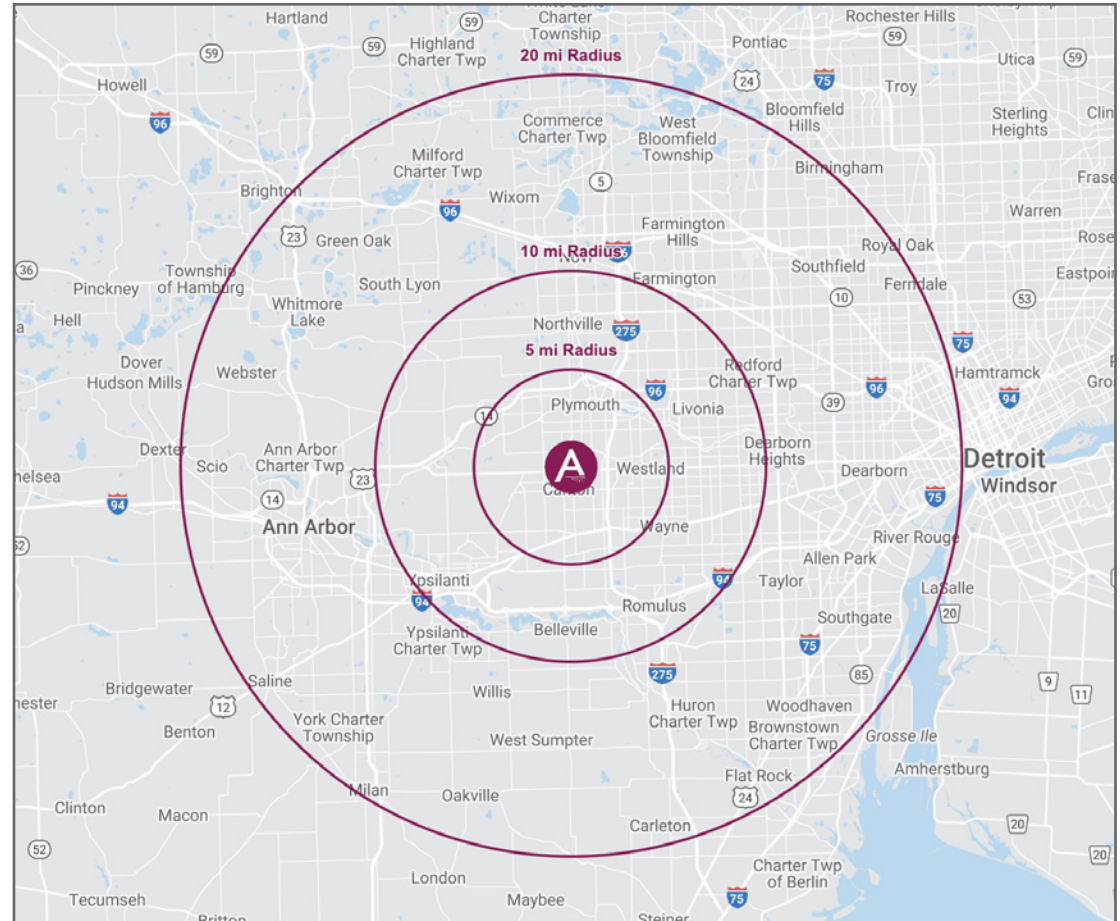 Hartland
Charter
Township
Rochester Hills
59
59
Highland
Charter Twp
Pontiac
59
Utica
59
20 mi Radius
Howell
24
75
Troy
96
Commerce
Charter Twp
West
Bloomfield
Township
Bloomfield
Hills
Sterling
Heights
Milford
Charter Twp
Birmingham
5
Brighton
Wixom
96
Warren
23
Green Oak
Farmington
Hills
Royal Oak
10 mi Radius
Novi
36
Township
of Hamburg
Pinckney
South Lyon
Farmington
Southfield
Ferndale
10
53
Whitmore
Lake
Hell
Northville
275
75
5 mi Radius
Dover
Hudson Mills
Webster
Redford
Charter Twp
Hamtramck
96
96
94
Plymouth
Livonia
39
14
Dexter
Scio
Ann Arbor
Charter Twp
23
A
Westland
Dearborn
Heights
Dearborn
Detroit
Windsor
94
14
Canton
75
Ann Arbor
Wayne
River Rouge
Allen Park
Ypsilanti
94
94
Taylor
LaSalle
20
Romulus
Southgate
Belleville
Ypsilanti
Charter Twp
75
275
85
9
11
Bridgewater
Saline
12
Willis
Huron
Charter Twp
Woodhaven
Benton
York Charter
Township
West Sumpter
Brownstown
Charter Twp
Grosse Ile
Amherstburg
Flat Rock
24
Milan
Oakville
Clinton
Macon
Carleton
20
52
20
London
Charter Twp
of Berlin
Tecumseh
Maybee
75
Britton
Steiner